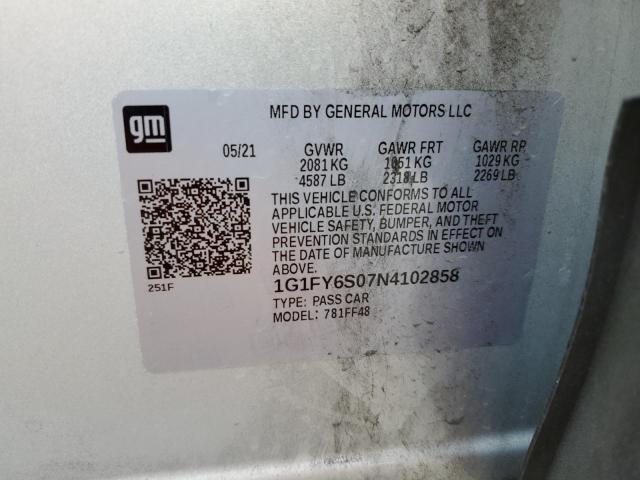 gm
MFD BY GENERAL MOTORS LLC
05/21 GVWR GAWR FRT GAWR RR
2081 KG 1051 KG 1029 KG
4587 LB 2318 LB 2269 LB
THIS VEHICLE CONFORMS TO ALL
APPLICABLE U.S. FEDERAL MOTOR
VEHICLE SAFETY, BUMPER, AND THEFT
PREVENTION STANDARDS IN EFFECT ON
THE DATE OF MANUFACTURE SHOWN
ABOVE.
251F
1G1FY6S07N4102858
TYPE: PASS CAR
MODEL: 781FF48